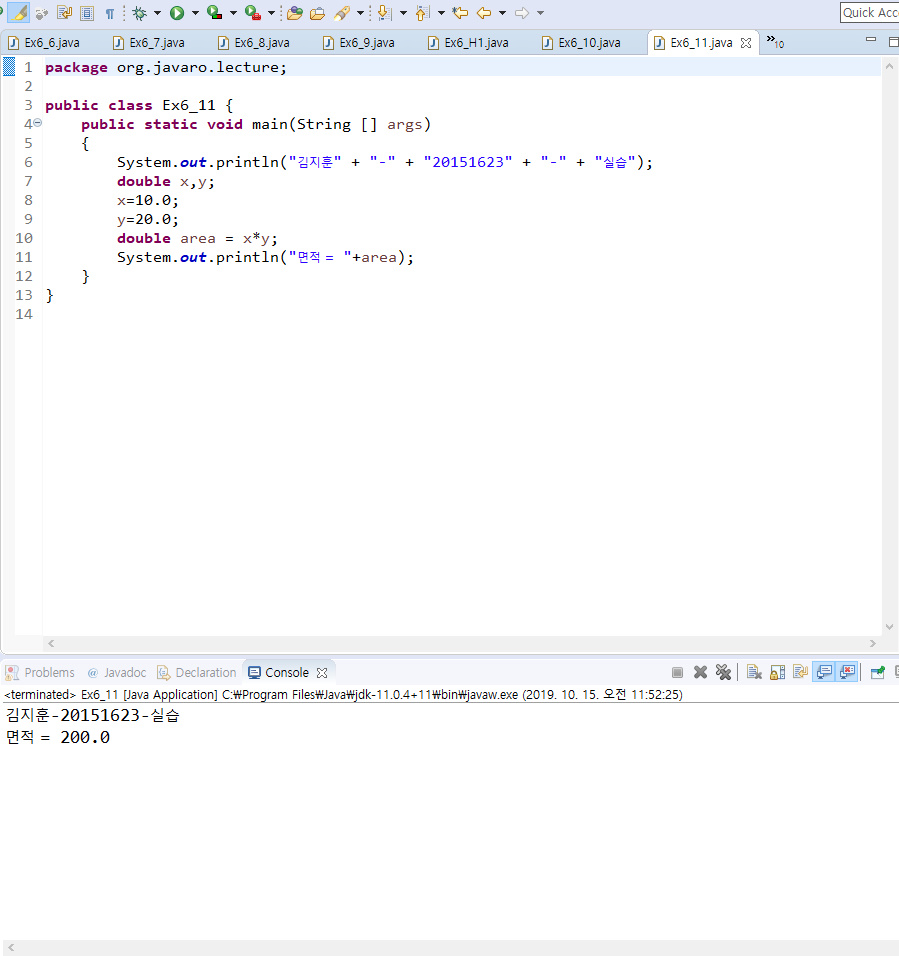 Quick Acc
Ex6_6.java Ex6_7.java Ex6_8.java Ex6_9.java Ex6_H1.java Ex6_10.java Ex6_11.java »10
1 package org.javaro.lecture;
2
3 public class Ex6_11 {
4 public static void main(String [] args)
5 {
6 System.out.println("김지훈" + "-" + "20151623" + "-" + "실습");
7 double x,y;
8 x=10.0;
9 y=20.0;
10 double area = x*y;
11 System.out.println("면적 = "+area);
12 }
13 }
14
Problems @ Javadoc Declaration Console
<terminated> Ex6_11 [Java Application] C:₩Program Files₩Java₩jdk-11.0.4+11₩bin₩javaw.exe (2019. 10. 15. 오전 11:52:25)
김지훈-20151623-실습
면적 = 200.0